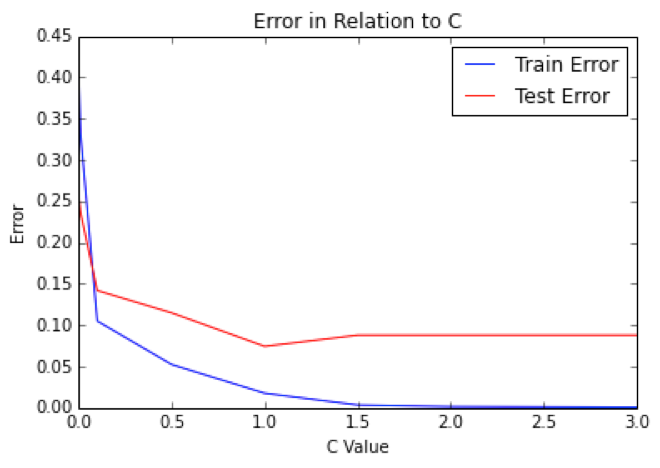 Error in Relation to C
Train Error
Test Error
Error
0.45
0.40
0.35
0.30
0.25
0.20
0.15
0.10
0.05
0.00
0.0 0.5 1.0 1.5 2.0 2.5 3.0
C Value